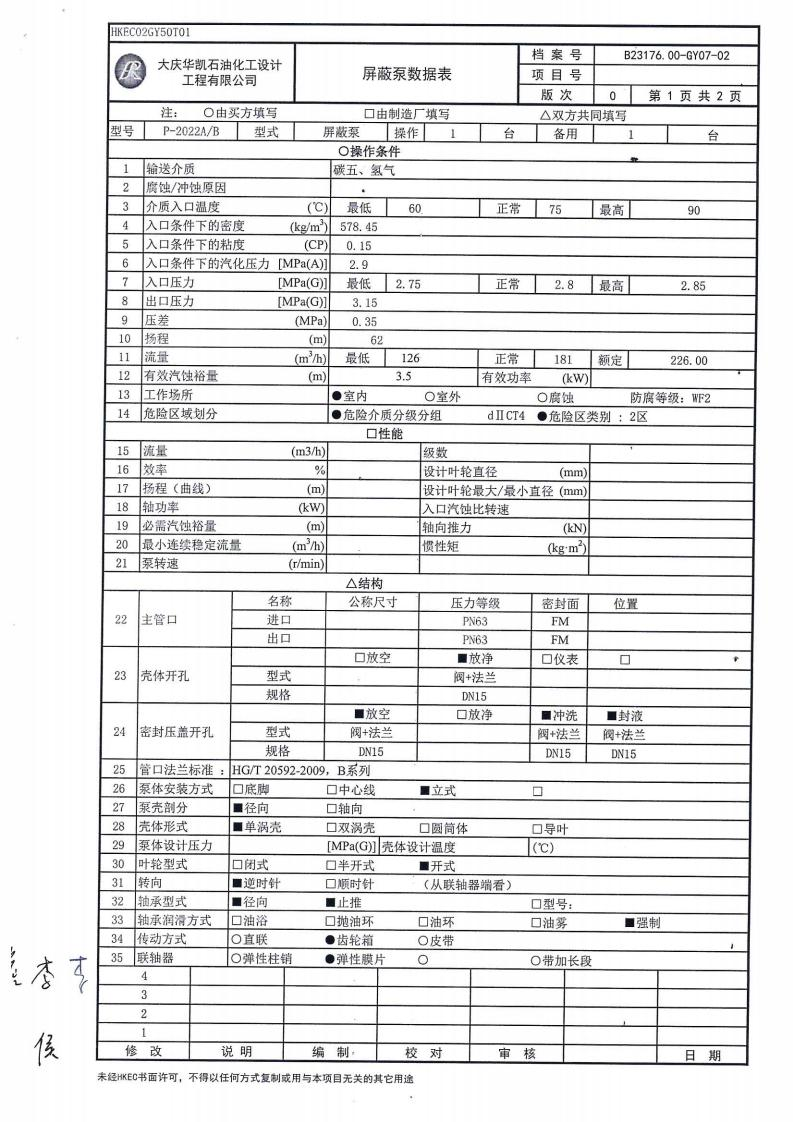 HKEC02GY50T01
大庆华凯石油化工设计工程有限公司 屏蔽泵数据表 档案号 B23176.00-GY07-02
项目号
版次 0 第 1 页 共 2 页
注: ○由买方填写 □由制造厂填写 △双方共同填写
型号 P-2022A/B 型式 屏蔽泵 操作 1 台 备用 1 台
○操作条件
1 输送介质 碳五、氢气
2 腐蚀/冲蚀原因
3 介质入口温度 (℃) 最低 60 正常 75 最高 90
4 入口条件下的密度 (kg/m³) 578.45
5 入口条件下的粘度 (CP) 0.15
6 入口条件下的汽化压力 [MPa(A)] 2.9
7 入口压力 [MPa(G)] 最低 2.75 正常 2.8 最高 2.85
8 出口压力 [MPa(G)] 3.15
9 压差 (MPa) 0.35
10 扬程 (m) 62
11 流量 (m³/h) 最低 126 正常 181 额定 226.00
12 有效汽蚀裕量 (m) 3.5 有效功率 (kW)
13 工作场所 ●室内 ○室外 ○腐蚀 防腐等级: WF2
14 危险区域划分 ●危险介质分级分组 dⅡCT4 ●危险区类别 : 2区
□性能
15 流量 (m3/h) 级数
16 效率 % 设计叶轮直径 (mm)
17 扬程（曲线） (m) 设计叶轮最大/最小直径 (mm)
18 轴功率 (kW) 入口汽蚀比转速
19 必需汽蚀裕量 (m) 轴向推力 (kN)
20 最小连续稳定流量 (m³/h) 惯性矩 (kg·m²)
21 泵转速 (r/min)
△结构
22 主管口 名称 公称尺寸 压力等级 密封面 位置
进口 PN63 FM
出口 PN63 FM
23 壳体开孔 □放空 ■放净 □仪表 □
型式 阀+法兰
规格 DN15
24 密封压盖开孔 ■放空 □放净 ■冲洗 ■封液
型式 阀+法兰 阀+法兰 阀+法兰
规格 DN15 DN15 DN15
25 管口法兰标准 : HG/T 20592-2009, B系列
26 泵体安装方式 □底脚 □中心线 ■立式 □
27 泵壳剖分 ■径向 □轴向
28 壳体形式 ■单涡壳 □双涡壳 □圆筒体 □导叶
29 泵体设计压力 [MPa(G)] 壳体设计温度 (℃)
30 叶轮型式 □闭式 □半开式 ■开式
31 转向 ■逆时针 □顺时针 （从联轴器端看）
32 轴承型式 ■径向 ■止推 □型号:
33 轴承润滑方式 □油浴 □抛油环 □油环 □油雾 ■强制
34 传动方式 ○直联 ●齿轮箱 ○皮带
35 联轴器 ○弹性柱销 ●弹性膜片 ○ ○带加长段
4
李
3
2
1
侯
修改 说明 编制 校对 审核 日期
未经HKEC书面许可，不得以任何方式复制或用与本项目无关的其它用途